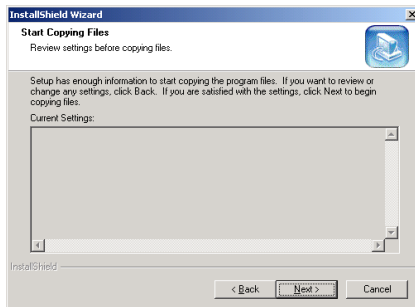 InstallShield Wizard
Start Copying Files
Review settings before copying files.
Setup has enough information to start copying the program files. If you want to review or
change any settings, click Back. If you are satisfied with the settings, click Next to begin
copying files.
Current Settings:
InstallShield
< Back
Next >
Cancel